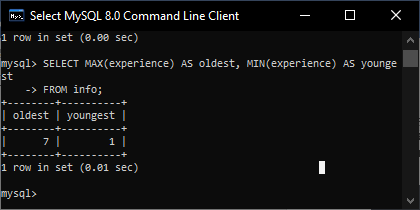 Select MySQL 8.0 Command Line Client
1 row in set (0.00 sec)
mysql> SELECT MAX(experience) AS oldest, MIN(experience) AS younge
st
    -> FROM info;
+--------+----------+
| oldest | youngest |
+--------+----------+
|      7 |        1 |
+--------+----------+
1 row in set (0.01 sec)
mysql>